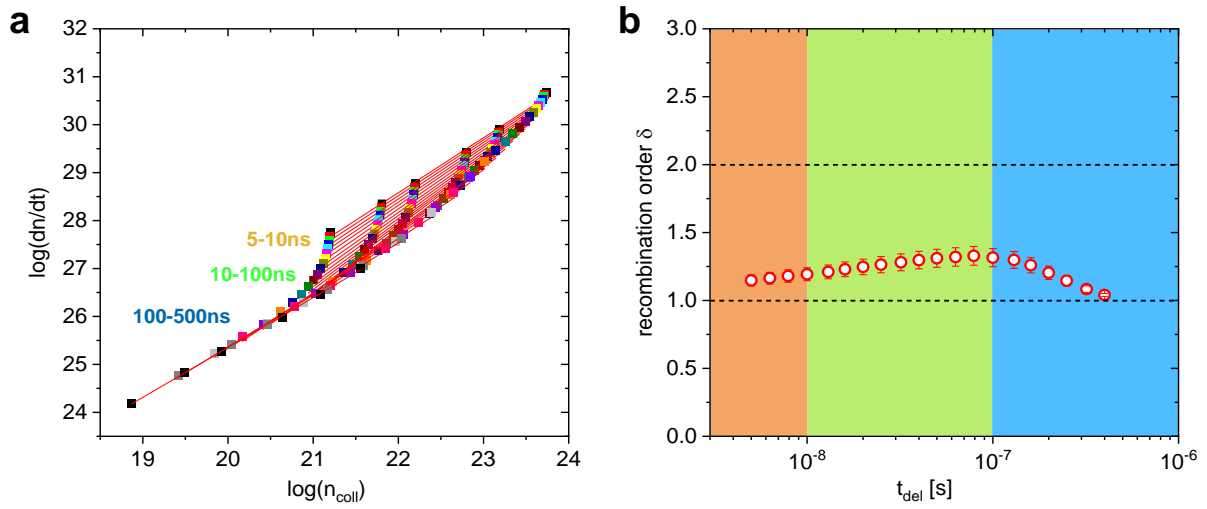 a
32
31
30
29
28
27
26
25
24
log(dn/dt)
5-10ns
10-100ns
100-500ns
19
20
21
22
23
24
log(n_coll)
b
3.0
2.5
2.0
1.5
1.0
0.5
0.0
recombination order δ
10^-8
10^-7
10^-6
t_del [s]